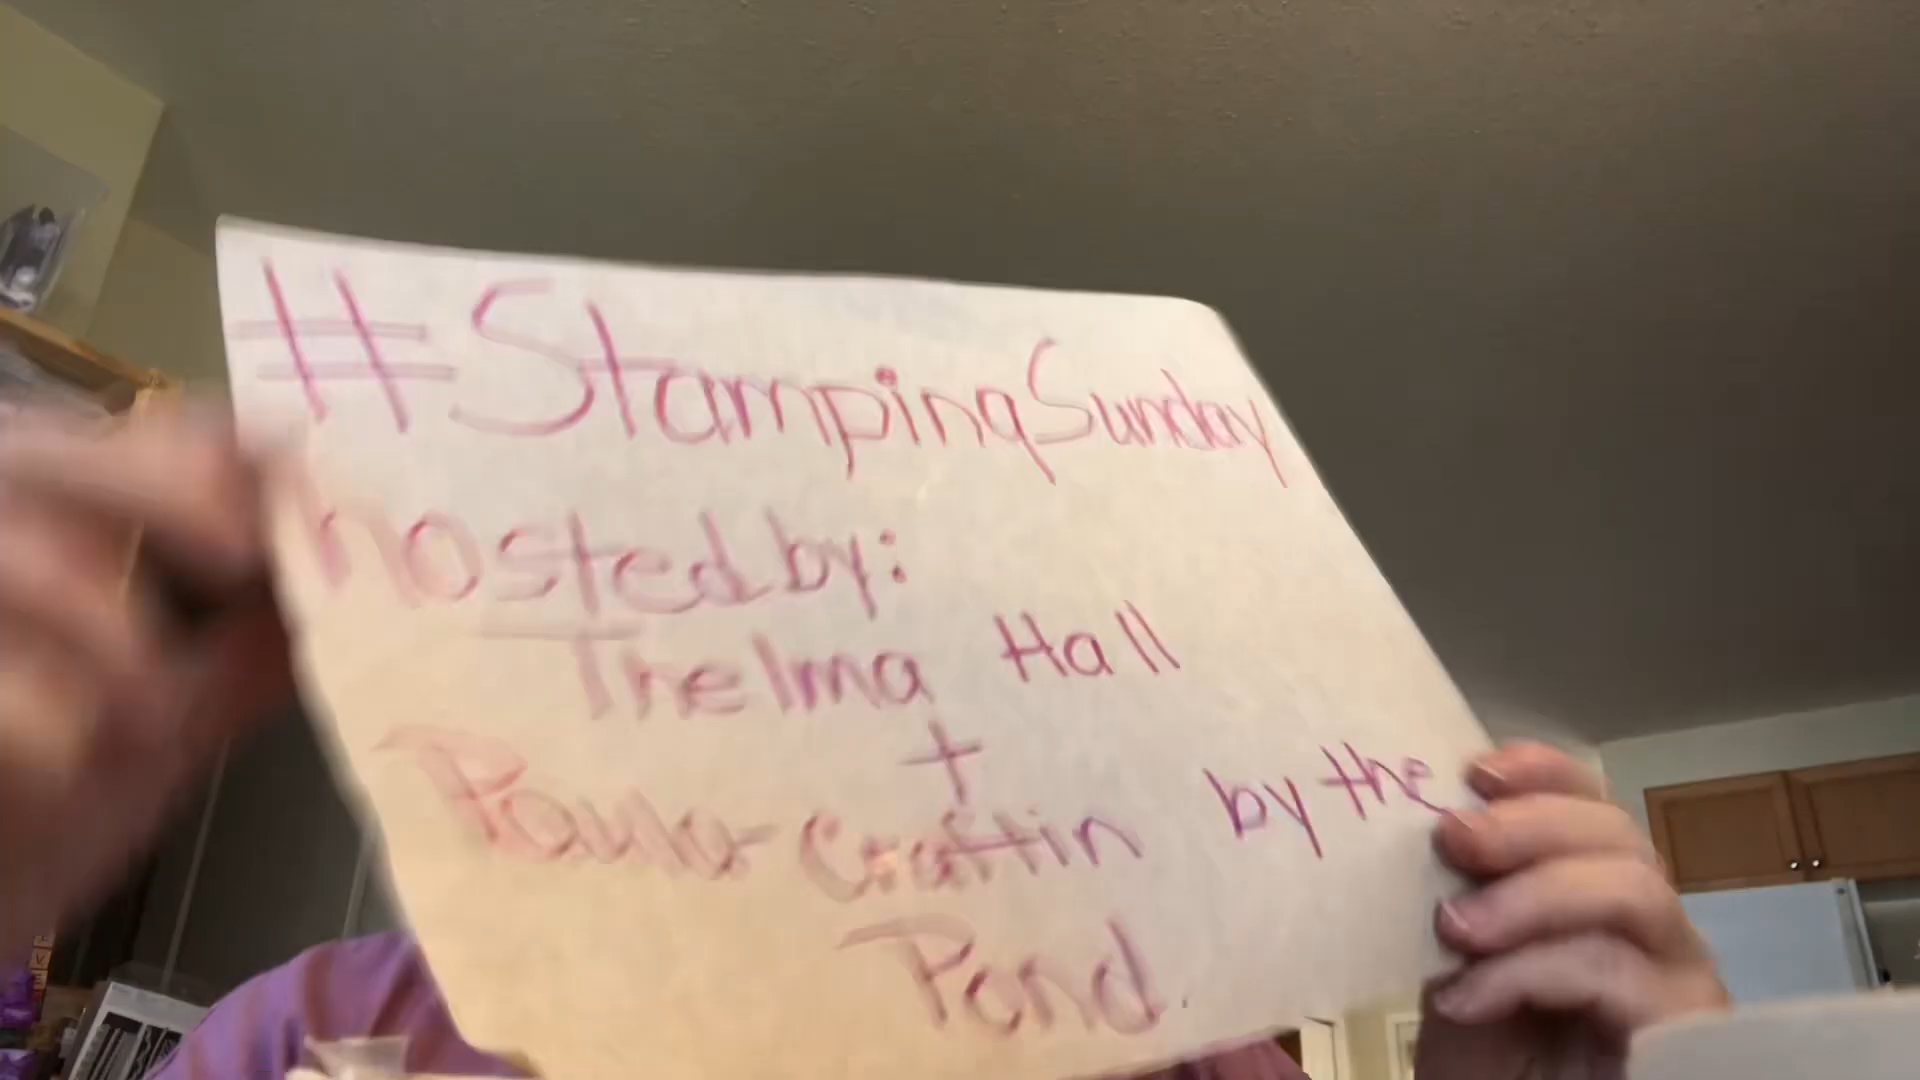 #StampingSunday
hosted by:
Thelma Hall
+
Paula-Craftin by the
Pond.